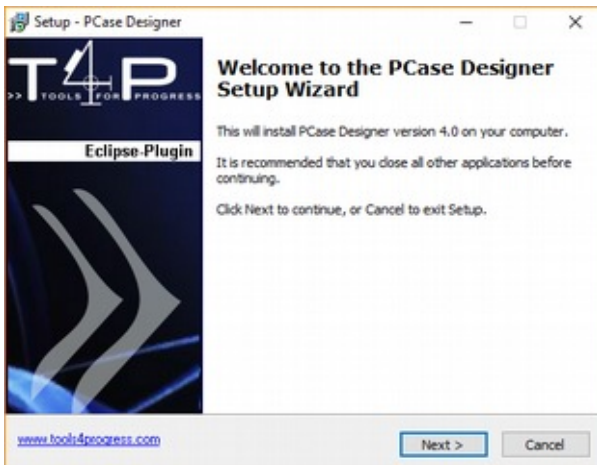 Setup - PCase Designer
T4P
>> TOOLS FOR PROGRESS
Eclipse-Plugin
Welcome to the PCase Designer
Setup Wizard
This will install PCase Designer version 4.0 on your computer.
It is recommended that you close all other applications before
continuing.
Click Next to continue, or Cancel to exit Setup.
www.tools4progress.com
Next >
Cancel